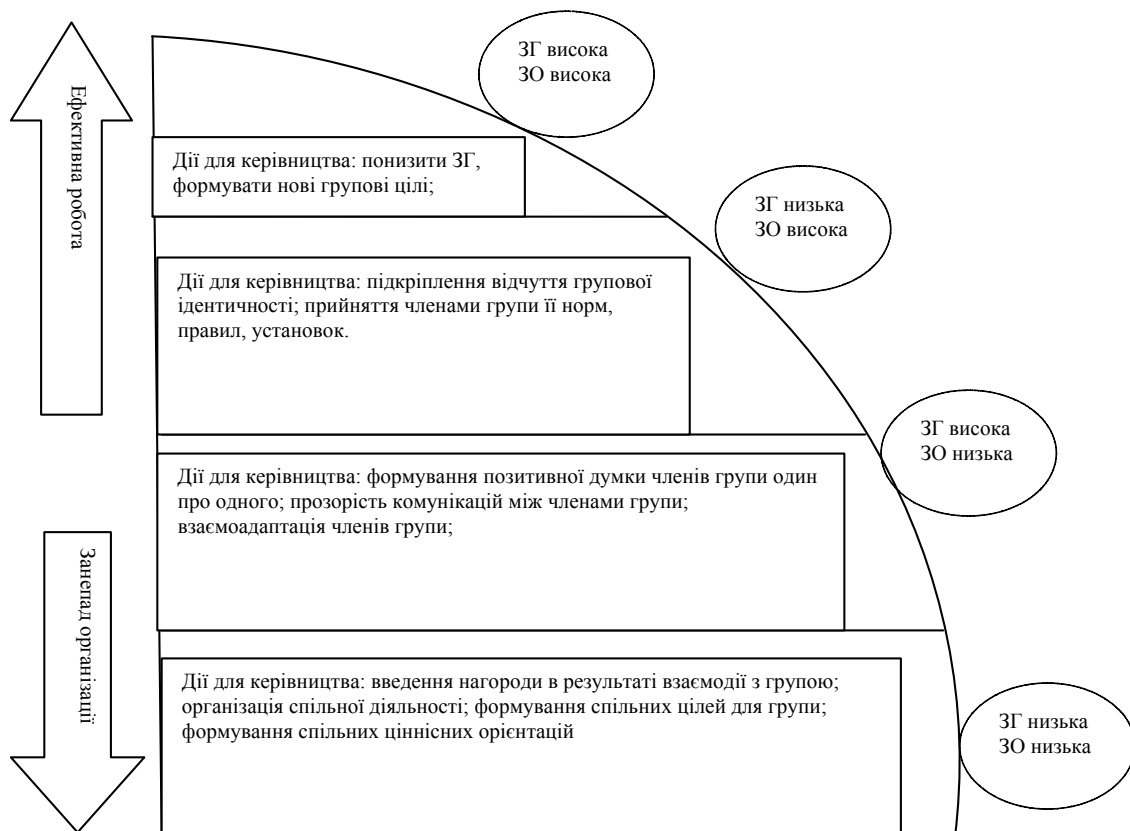 ЗГ висока
ЗО висока
Ефективна робота
Дії для керівництва: понизити ЗГ,
формувати нові групові цілі;
ЗГ низька
ЗО висока
Дії для керівництва: підкріплення відчуття групової
ідентичності; прийняття членами групи її норм,
правил, установок.
ЗГ висока
ЗО низька
Дії для керівництва: формування позитивної думки членів групи один
про одного; прозорість комунікацій між членами групи;
взаємоадаптація членів групи;
Занепад організації
Дії для керівництва: введення нагороди в результаті взаємодії з групою;
організація спільної діяльності; формування спільних цілей для групи;
формування спільних ціннісних орієнтацій
ЗГ низька
ЗО низька